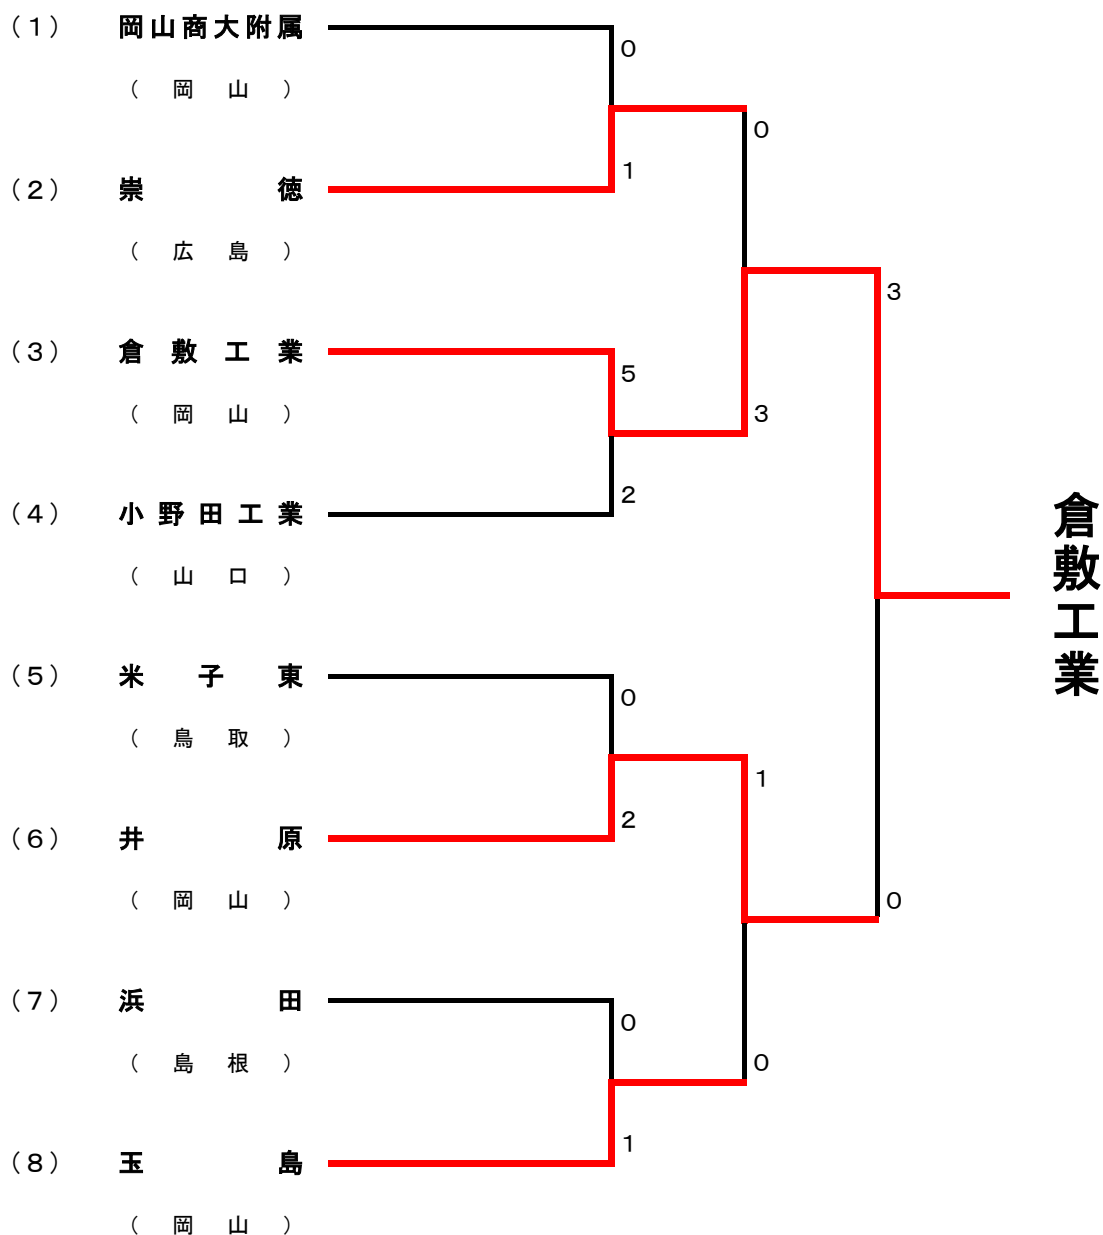 (1) 岡山商大附属
0
(岡山)
0
1
(2) 崇徳
(広島)
3
(3) 倉敷工業
5
(岡山)
3
2
(4) 小野田工業
(山口)
倉敷工業
(5) 米子東
0
(鳥取)
1
2
(6) 井原
(岡山)
0
(7) 浜田
0
(島根)
0
1
(8) 玉島
(岡山)